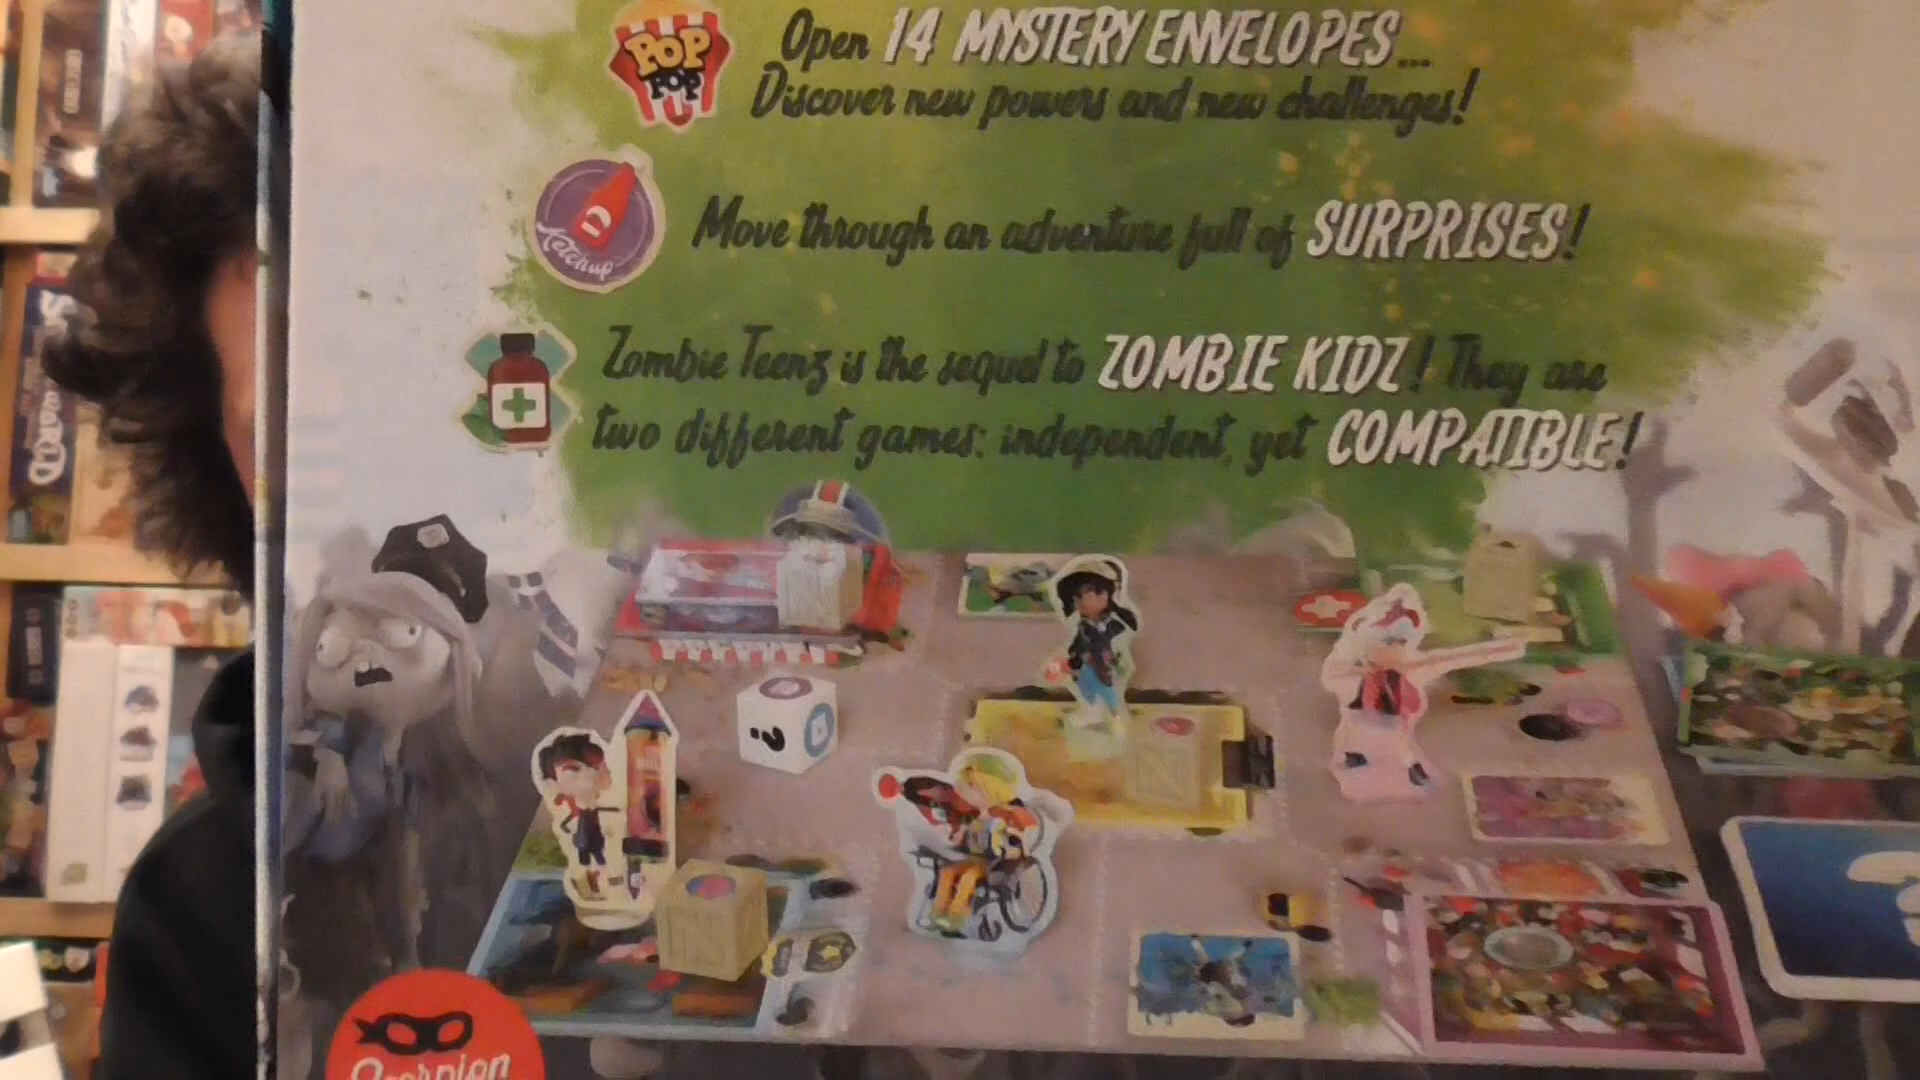 POP
POP
Open 14 MYSTERY ENVELOPES...
Discover new powers and new challenges!
Ketchup
Move through an adventure full of SURPRISES!
Zombie Teenz is the sequel to ZOMBIE KIDZ! They are
two different games: independent, yet COMPATIBLE!
Scorpion